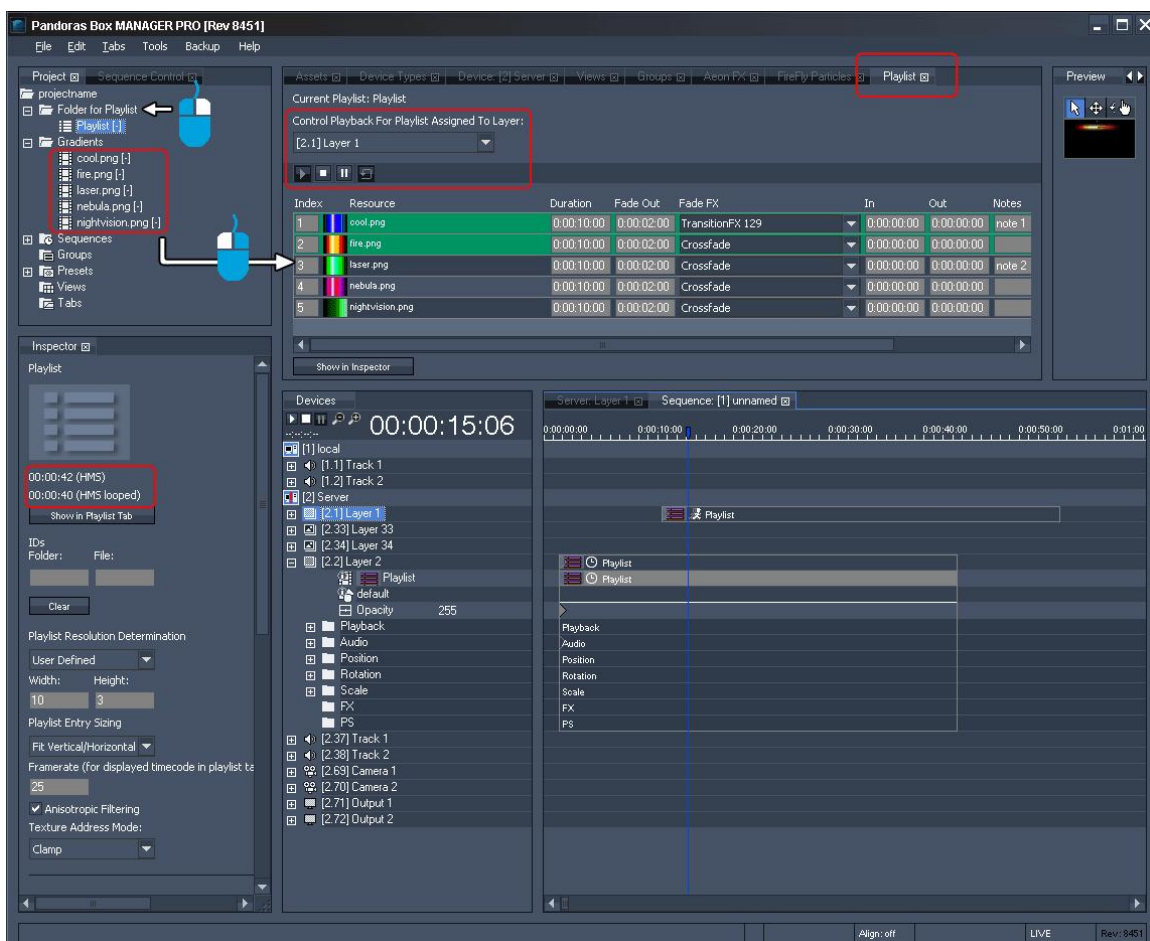 Pandoras Box MANAGER PRO [Rev 8451]
File Edit Tabs Tools Backup Help
Project Sequence Control
projectname
Folder for Playlist
Playlist [-]
Gradients
cool.png [-]
fire.png [-]
laser.png [-]
nebula.png [-]
nightvision.png [-]
Sequences
Groups
Presets
Views
Tabs
Assets Device Types Device: [2] Server Views Groups Aeon FX FireFly Particles Playlist
Current Playlist: Playlist
Control Playback For Playlist Assigned To Layer:
[2.1] Layer 1
Index Resource Duration Fade Out Fade FX In Out Notes
1 cool.png 0:00:10:00 0:00:02:00 TransitionFX 129 0:00:00:00 0:00:00:00 note 1
2 fire.png 0:00:10:00 0:00:02:00 Crossfade 0:00:00:00 0:00:00:00
3 laser.png 0:00:10:00 0:00:02:00 Crossfade 0:00:00:00 0:00:00:00 note 2
4 nebula.png 0:00:10:00 0:00:02:00 Crossfade 0:00:00:00 0:00:00:00
5 nightvision.png 0:00:10:00 0:00:02:00 Crossfade 0:00:00:00 0:00:00:00
Show in Inspector
Preview
Inspector
Playlist
00:00:42 (HMS)
00:00:40 (HMS looped)
Show in Playlist Tab
IDs
Folder: File:
Clear
Playlist Resolution Determination
User Defined
Width: Height:
10 3
Playlist Entry Sizing
Fit Vertical/Horizontal
Framerate (for displayed timecode in playlist ta
25
Anisotropic Filtering
Texture Address Mode:
Clamp
Devices
00:00:15:06
--:--:--:--
[1] local
[1.1] Track 1
[1.2] Track 2
[2] Server
[2.1] Layer 1
[2.33] Layer 33
[2.34] Layer 34
[2.2] Layer 2
Playlist
default
Opacity 255
Playback
Audio
Position
Rotation
Scale
FX
PS
[2.37] Track 1
[2.38] Track 2
[2.69] Camera 1
[2.70] Camera 2
[2.71] Output 1
[2.72] Output 2
Server: Layer 1 Sequence: [1] unnamed
0:00:00:00 0:00:10:00 0:00:20:00 0:00:30:00 0:00:40:00 0:00:50:00 0:01:00
Playlist
Playlist
Playlist
Playback
Audio
Position
Rotation
Scale
FX
PS
Align: off LIVE Rev: 8451